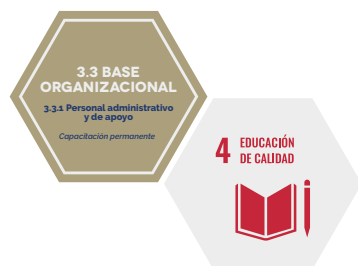 3.3 BASE
ORGANIZACIONAL
3.3.1 Personal administrativo
y de apoyo
Capacitación permanente
4 EDUCACIÓN
DE CALIDAD